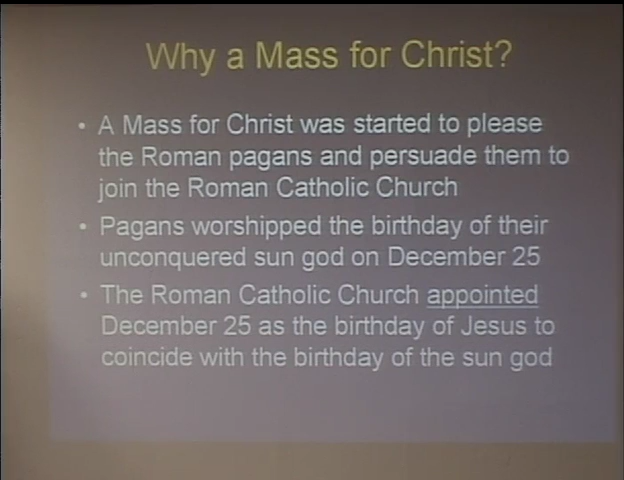 Why a Mass for Christ?
• A Mass for Christ was started to please
the Roman pagans and persuade them to
join the Roman Catholic Church
• Pagans worshipped the birthday of their
unconquered sun god on December 25
• The Roman Catholic Church appointed
December 25 as the birthday of Jesus to
coincide with the birthday of the sun god